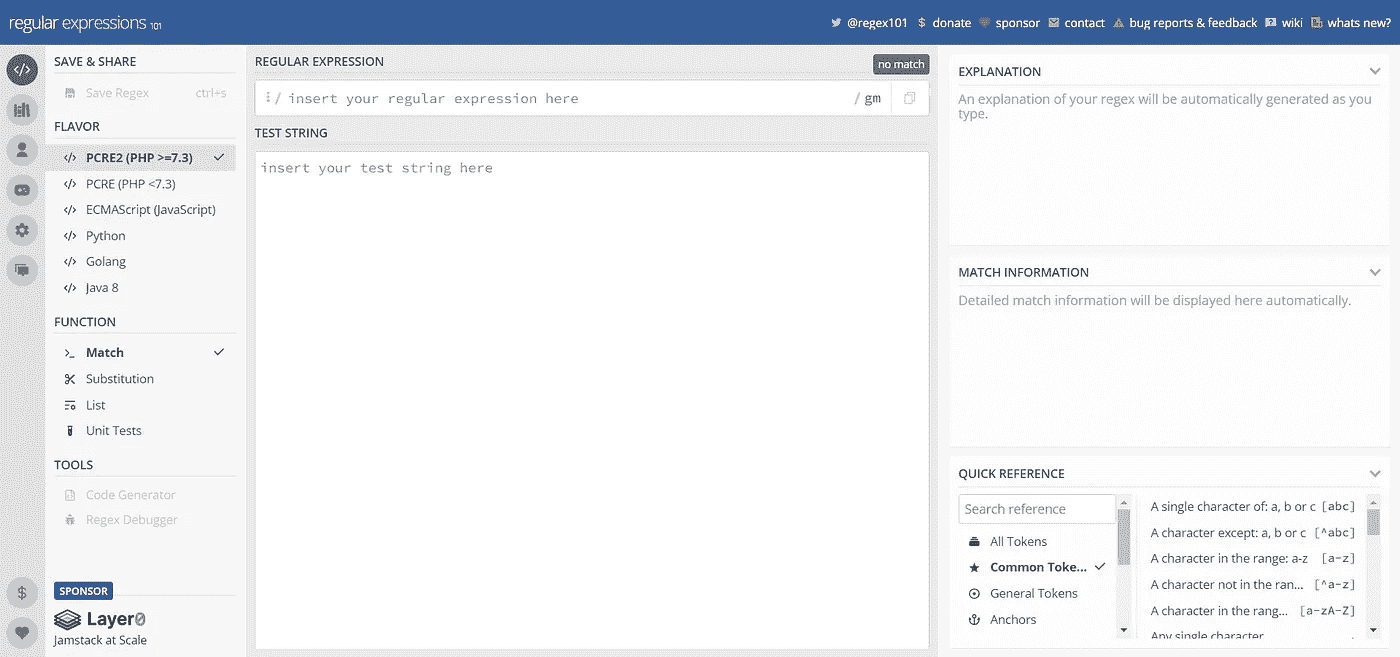 regular expressions 101
@regex101 $ donate sponsor contact bug reports & feedback wiki whats new?
SAVE & SHARE
Save Regex ctrl+s
FLAVOR
</> PCRE2 (PHP >=7.3)
</> PCRE (PHP <7.3)
</> ECMAScript (JavaScript)
</> Python
</> Golang
</> Java 8
FUNCTION
Match
Substitution
List
Unit Tests
TOOLS
Code Generator
Regex Debugger
SPONSOR
Layer0
Jamstack at Scale
REGULAR EXPRESSION
no match
/ insert your regular expression here / gm
TEST STRING
insert your test string here
EXPLANATION
An explanation of your regex will be automatically generated as you
type.
MATCH INFORMATION
Detailed match information will be displayed here automatically.
QUICK REFERENCE
Search reference
All Tokens
Common Toke...
General Tokens
Anchors
A single character of: a, b or c [abc]
A character except: a, b or c [^abc]
A character in the range: a-z [a-z]
A character not in the ran... [^a-z]
A character in the rang... [a-zA-Z]
Any single character .